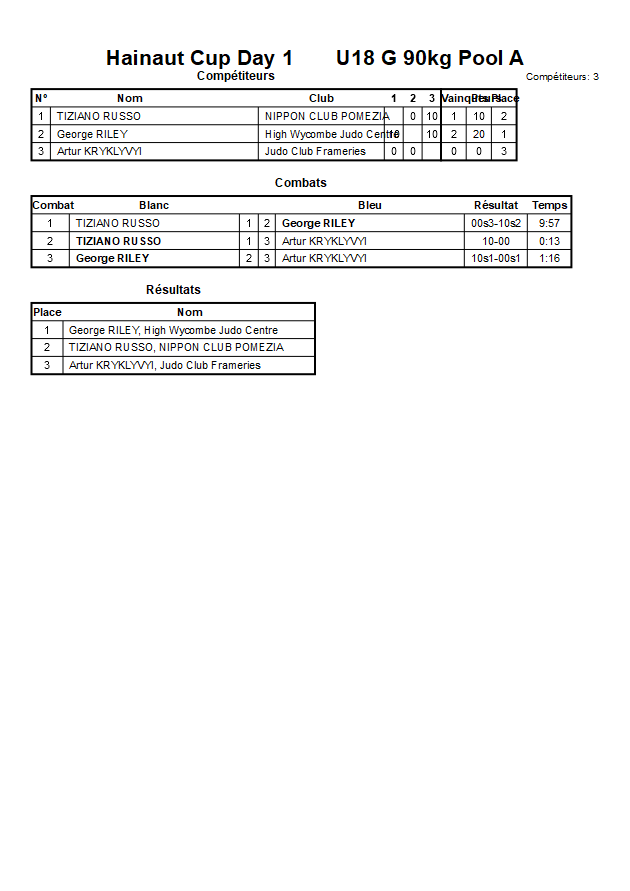 Hainaut Cup Day 1 U18 G 90kg Pool A
Compétiteurs Compétiteurs: 3
N° Nom Club 1 2 3 Vainqueurs Pts Place
1 TIZIANO RUSSO NIPPON CLUB POMEZIA 0 10 1 10 2
2 George RILEY High Wycombe Judo Centre 10 10 2 20 1
3 Artur KRYKLYVYI Judo Club Frameries 0 0 0 0 3
Combats
Combat Blanc Bleu Résultat Temps
1 TIZIANO RUSSO 1 2 George RILEY 00s3-10s2 9:57
2 TIZIANO RUSSO 1 3 Artur KRYKLYVYI 10-00 0:13
3 George RILEY 2 3 Artur KRYKLYVYI 10s1-00s1 1:16
Résultats
Place Nom
1 George RILEY, High Wycombe Judo Centre
2 TIZIANO RUSSO, NIPPON CLUB POMEZIA
3 Artur KRYKLYVYI, Judo Club Frameries